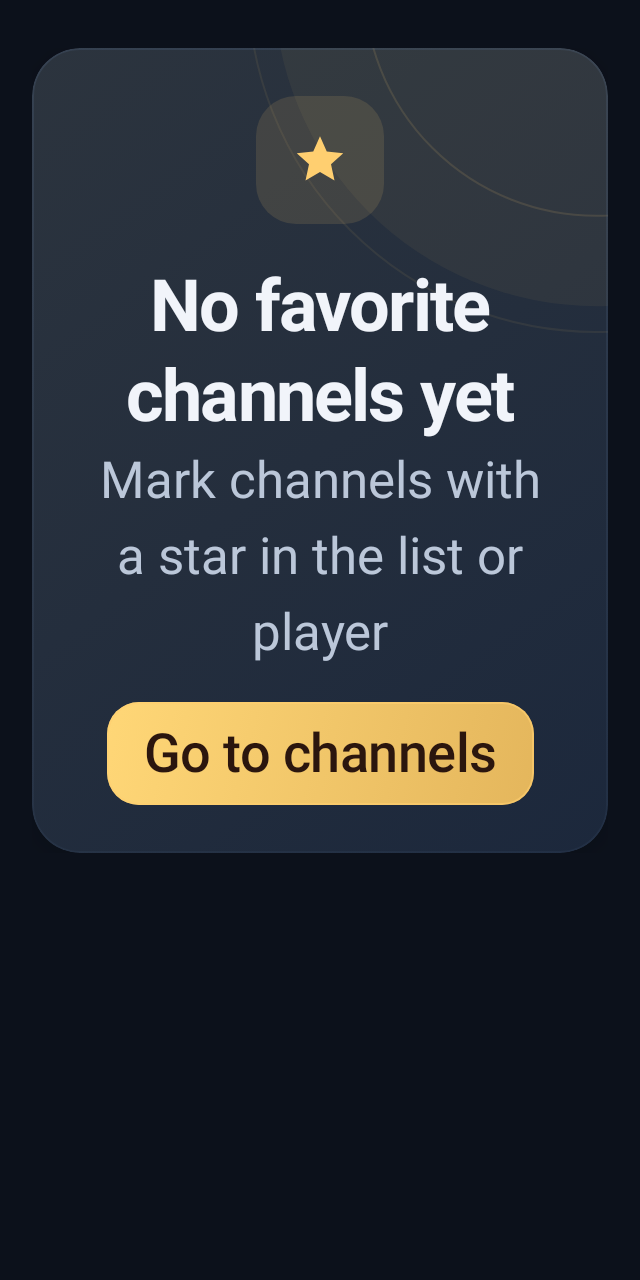 No favorite
channels yet
Mark channels with
a star in the list or
player
Go to channels